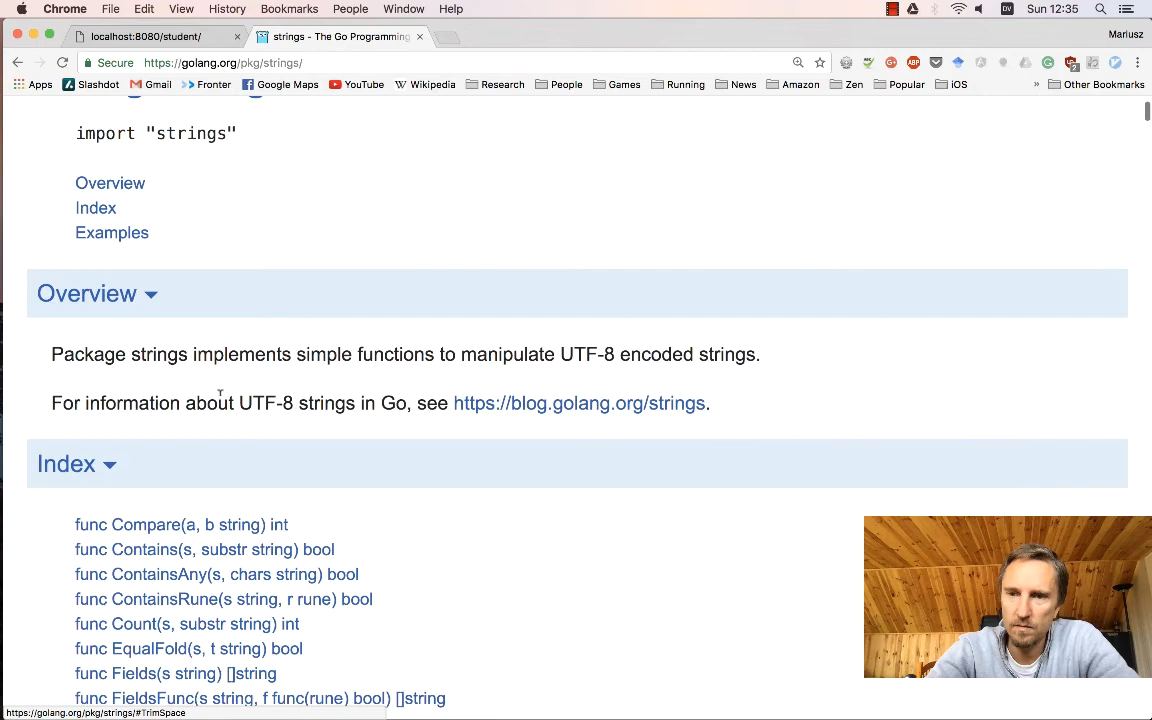 Chrome File Edit View History Bookmarks People Window Help DV Sun 12:35
localhost:8080/student/ × strings - The Go Programming × Mariusz
Secure https://golang.org/pkg/strings/
Apps Slashdot Gmail Fronter Google Maps YouTube Wikipedia Research People Games Running News Amazon Zen Popular iOS » Other Bookmarks
import "strings"
Overview
Index
Examples
Overview
Package strings implements simple functions to manipulate UTF-8 encoded strings.
For information about UTF-8 strings in Go, see https://blog.golang.org/strings.
Index
func Compare(a, b string) int
func Contains(s, substr string) bool
func ContainsAny(s, chars string) bool
func ContainsRune(s string, r rune) bool
func Count(s, substr string) int
func EqualFold(s, t string) bool
func Fields(s string) []string
func FieldsFunc(s string, f func(rune) bool) []string
https://golang.org/pkg/strings/#TrimSpace